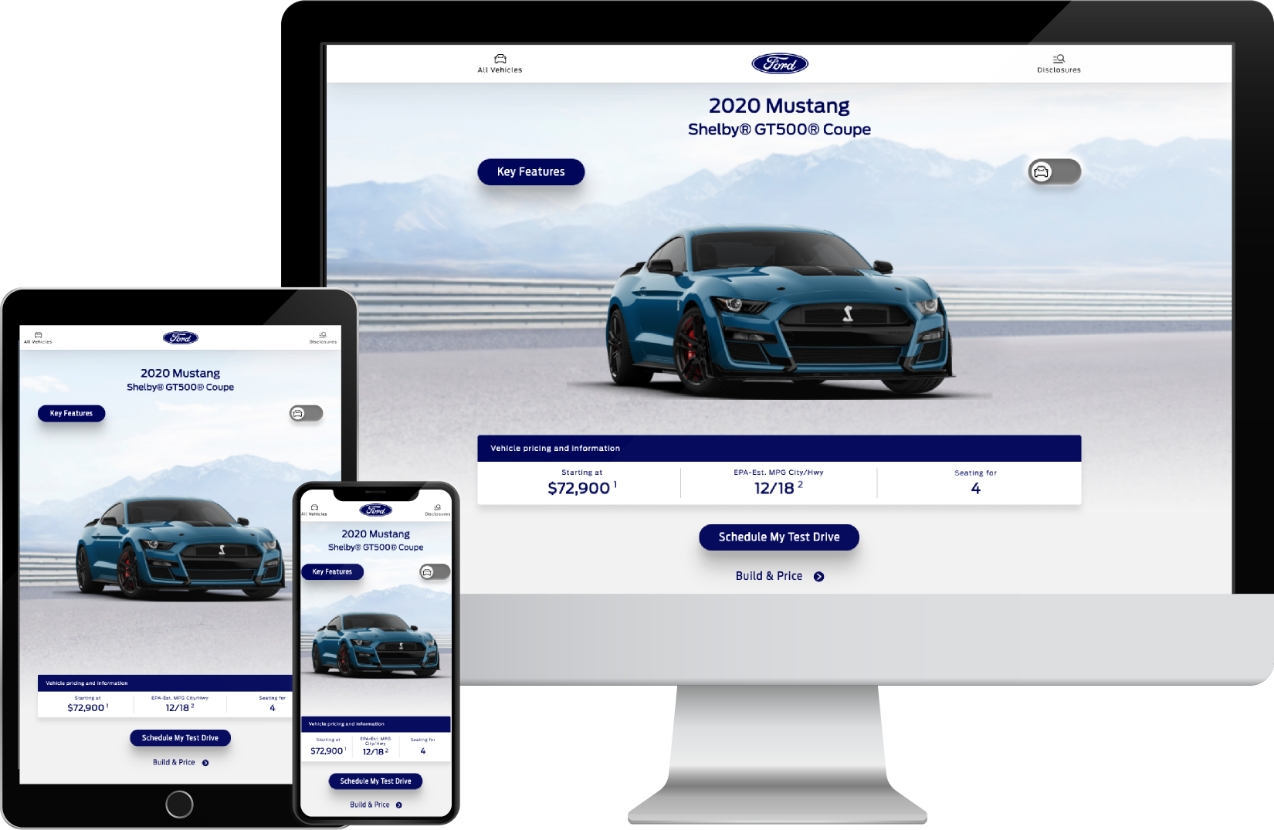 All Vehicles
Ford
Disclosures
2020 Mustang
Shelby® GT500® Coupe
Key Features
Vehicle pricing and information
Starting at
EPA-Est. MPG City/Hwy
Seating for
$72,900 1
12/18 2
4
Schedule My Test Drive
Build & Price
All Vehicles
Ford
Disclosures
2020 Mustang
Shelby® GT500® Coupe
Key Features
Vehicle pricing and information
Starting at
EPA-Est. MPG City/Hwy
Seating for
$72,900 1
12/18 2
4
Schedule My Test Drive
Build & Price
All Vehicles
Ford
Disclosures
2020 Mustang
Shelby® GT500® Coupe
Key Features
Vehicle pricing and information
Starting at
EPA-Est. MPG
City/Hwy
Seating for
$72,900 1
12/18 2
4
Schedule My Test Drive
Build & Price